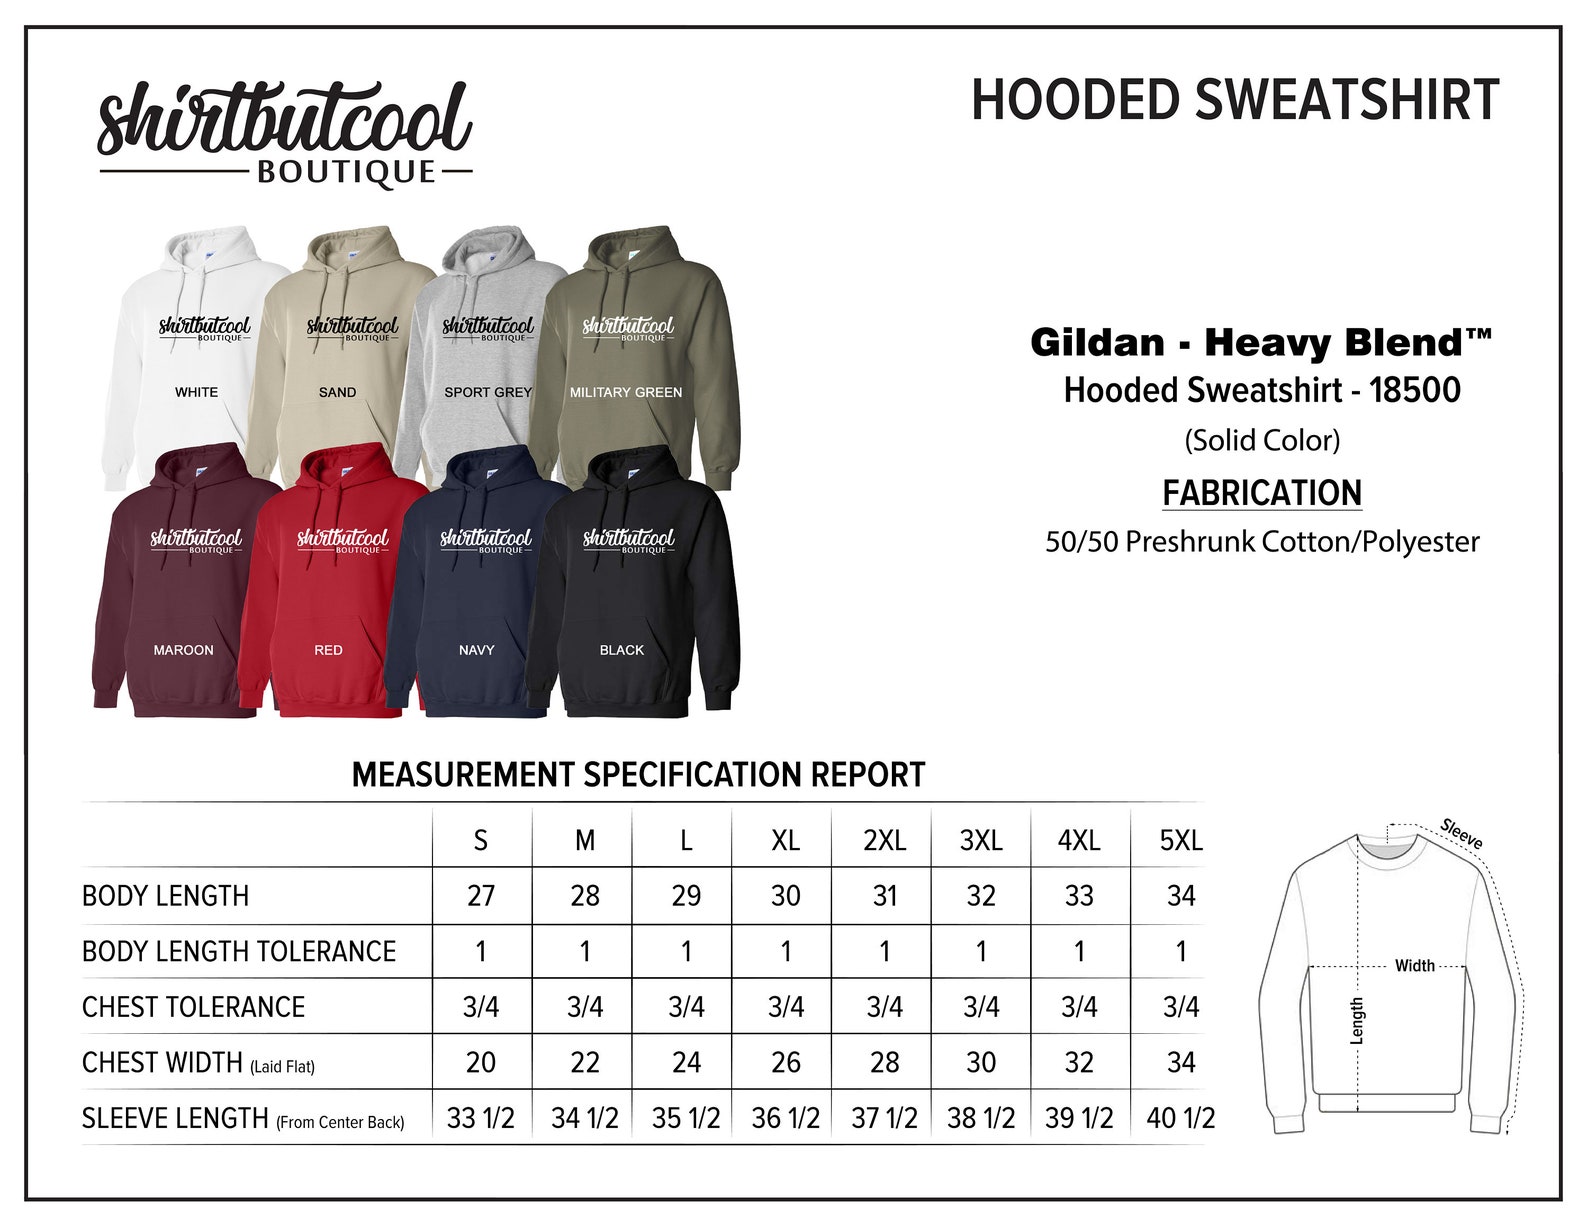 shirtbutcool
BOUTIQUE
HOODED SWEATSHIRT
shirtbutcool
BOUTIQUE
WHITE
shirtbutcool
BOUTIQUE
SAND
shirtbutcool
BOUTIQUE
SPORT GREY
shirtbutcool
BOUTIQUE
MILITARY GREEN
shirtbutcool
BOUTIQUE
MAROON
shirtbutcool
BOUTIQUE
RED
shirtbutcool
BOUTIQUE
NAVY
shirtbutcool
BOUTIQUE
BLACK
Gildan - Heavy Blend™
Hooded Sweatshirt - 18500
(Solid Color)
FABRICATION
50/50 Preshrunk Cotton/Polyester
MEASUREMENT SPECIFICATION REPORT
S M L XL 2XL 3XL 4XL 5XL
BODY LENGTH 27 28 29 30 31 32 33 34
BODY LENGTH TOLERANCE 1 1 1 1 1 1 1 1
CHEST TOLERANCE 3/4 3/4 3/4 3/4 3/4 3/4 3/4 3/4
CHEST WIDTH (Laid Flat) 20 22 24 26 28 30 32 34
SLEEVE LENGTH (From Center Back) 33 1/2 34 1/2 35 1/2 36 1/2 37 1/2 38 1/2 39 1/2 40 1/2
Sleeve
Width
Length